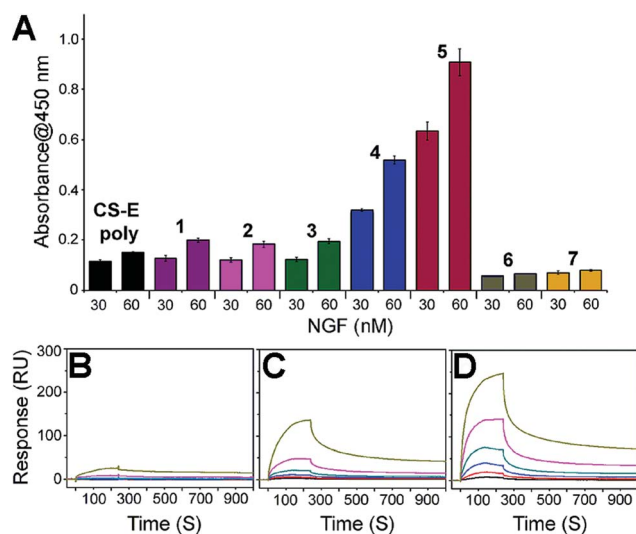 A
Absorbance@450 nm
1.0
0.8
0.6
0.4
0.2
0.0
CS-E
poly
1
2
3
4
5
6
7
30 60 30 60 30 60 30 60 30 60 30 60 30 60 30 60
NGF (nM)
Response (RU)
300
200
100
0
B
C
D
100 300 500 700 900
100 300 500 700 900
100 300 500 700 900
Time (S)
Time (S)
Time (S)